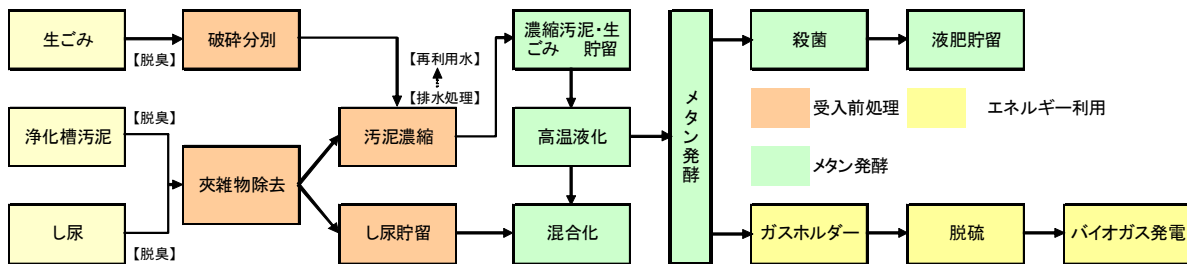 生ごみ
【脱臭】
破砕分別
【再利用水】
【排水処理】
濃縮汚泥・生
ごみ　貯留
殺菌
液肥貯留
浄化槽汚泥
【脱臭】
夾雑物除去
汚泥濃縮
高温液化
メタン発酵
受入前処理
エネルギー利用
メタン発酵
し尿
【脱臭】
し尿貯留
混合化
ガスホルダー
脱硫
バイオガス発電